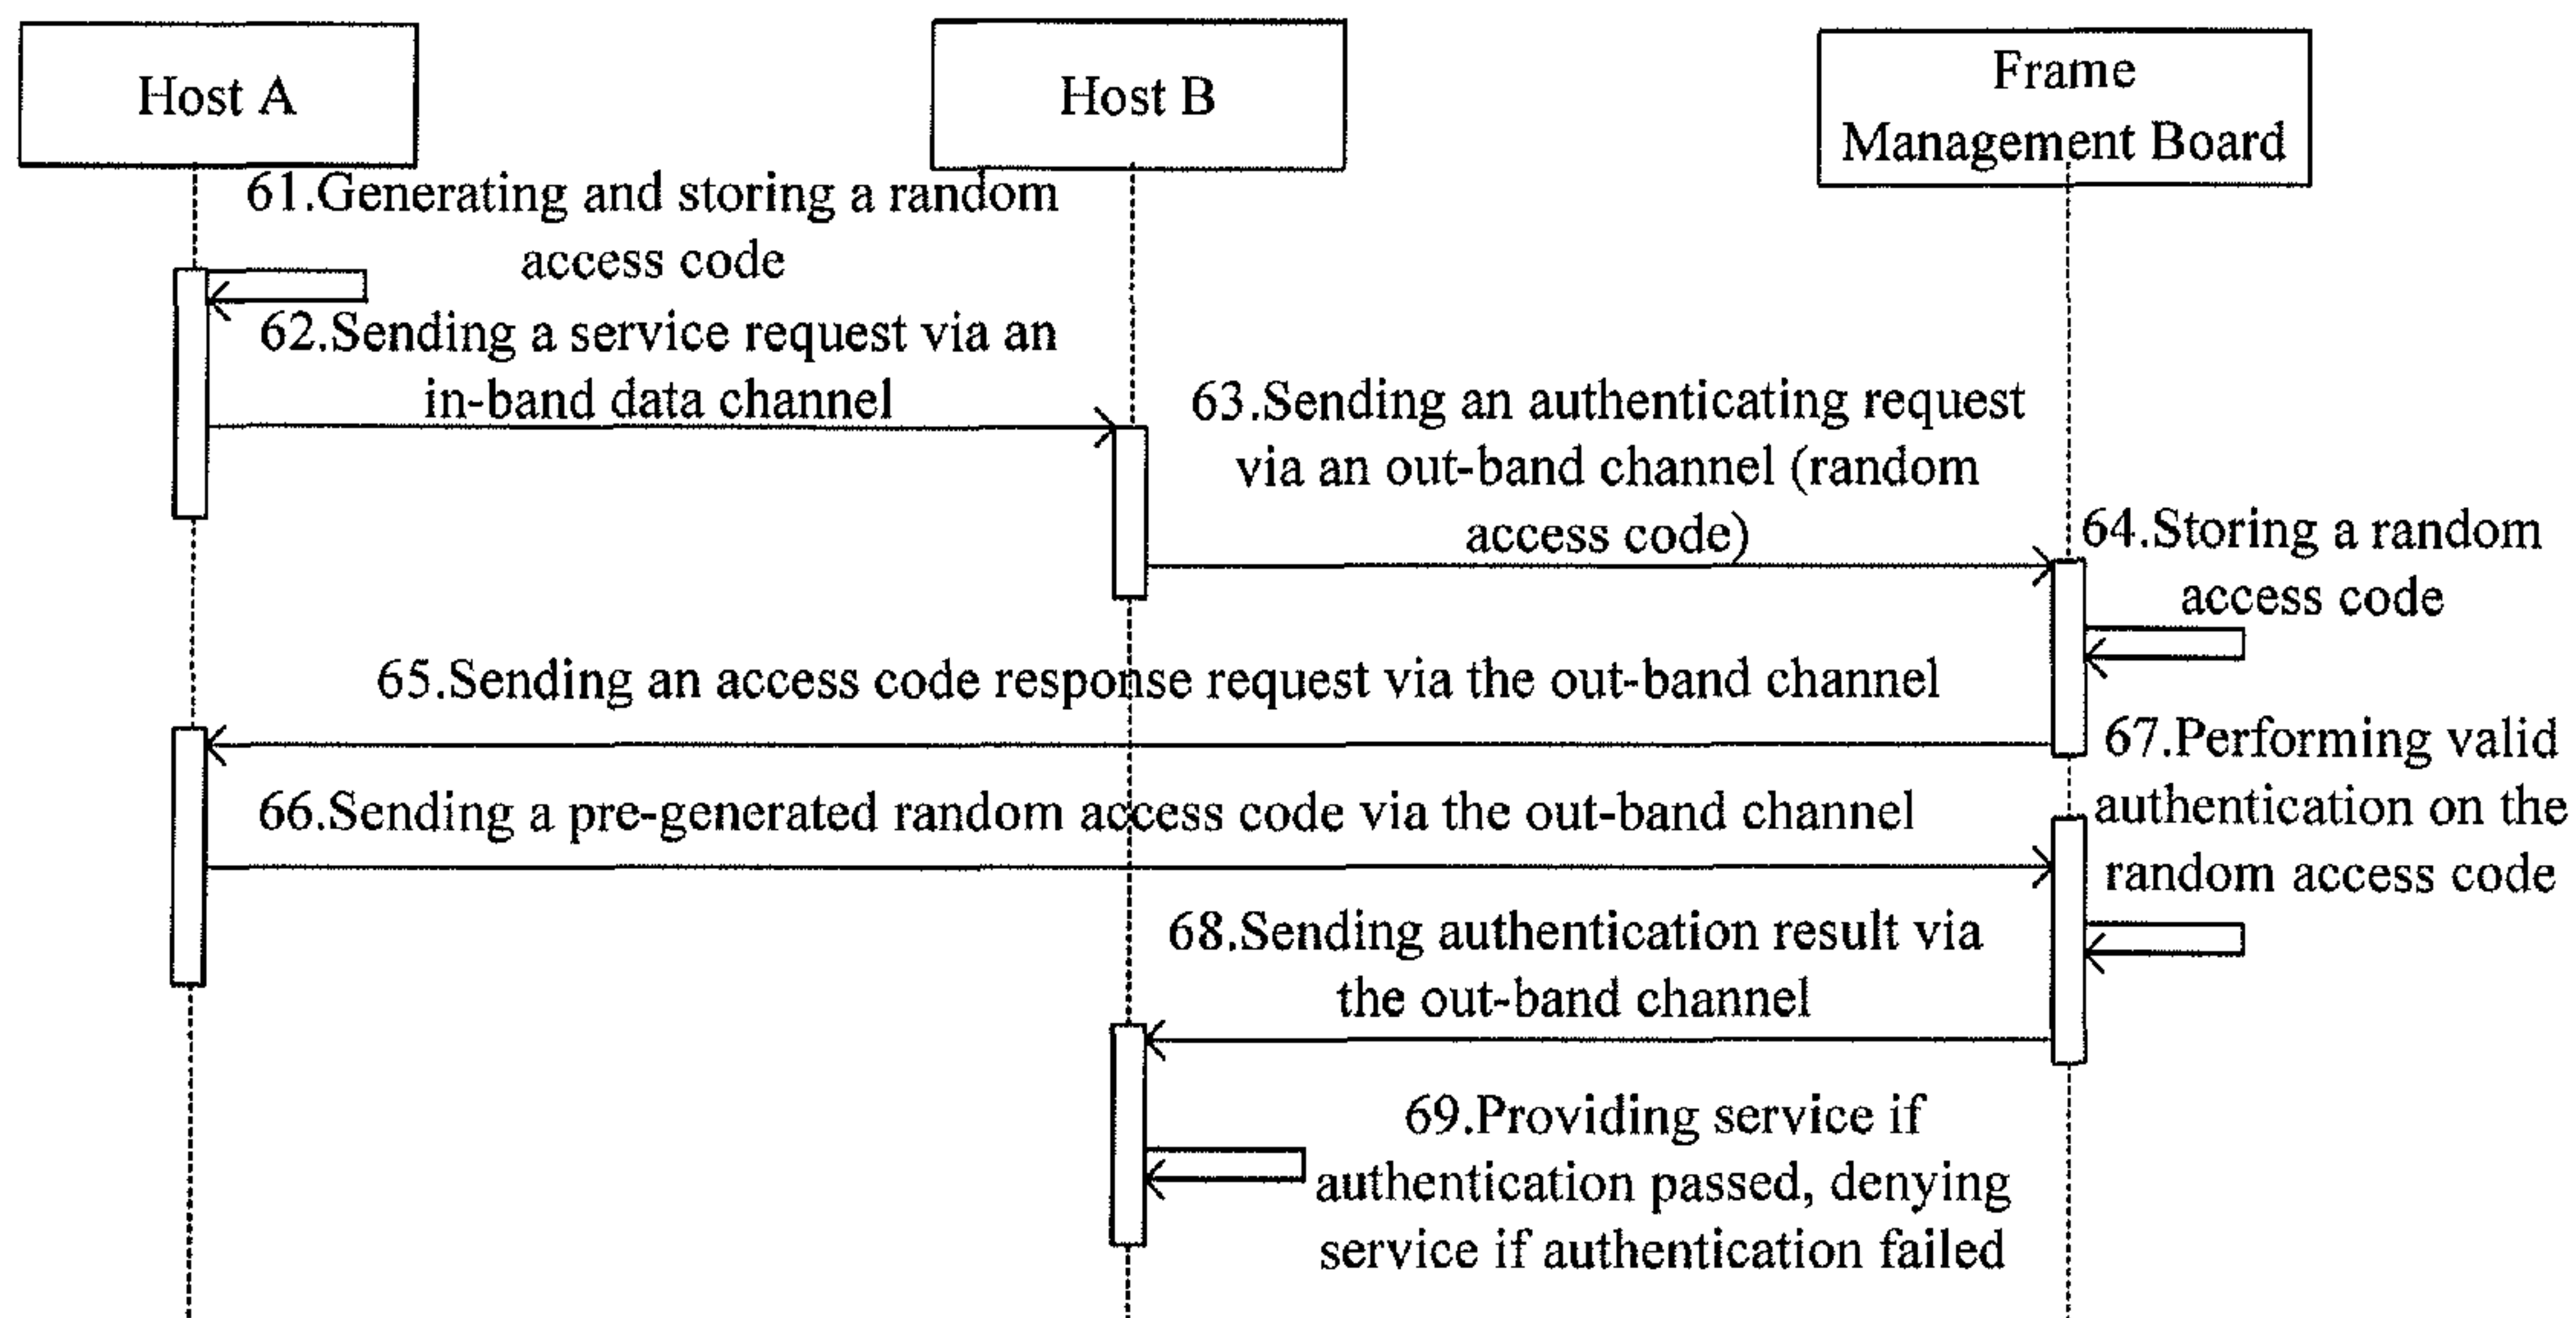 Host A
Host B
Frame
Management Board
61.Generating and storing a random
access code
62.Sending a service request via an
in-band data channel
63.Sending an authenticating request
via an out-band channel (random
access code)
64.Storing a random
access code
65.Sending an access code response request via the out-band channel
66.Sending a pre-generated random access code via the out-band channel
67.Performing valid
authentication on the
random access code
68.Sending authentication result via
the out-band channel
69.Providing service if
authentication passed, denying
service if authentication failed